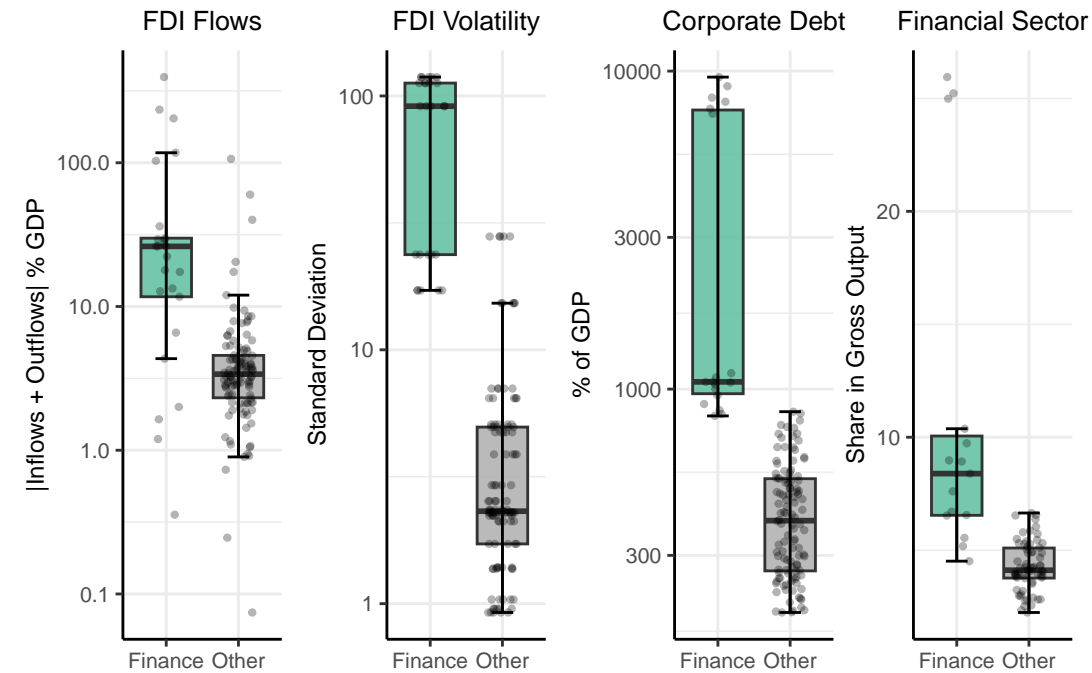 FDI Flows
|Inflows + Outflows| % GDP
100.0
10.0
1.0
0.1
Finance Other
FDI Volatility
Standard Deviation
100
10
1
Finance Other
Corporate Debt
% of GDP
10000
3000
1000
300
Finance Other
Financial Sector
Share in Gross Output
20
10
Finance Other